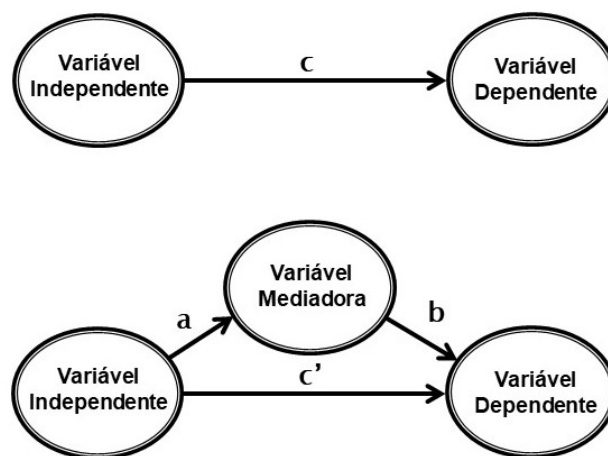 Variável
Independente
c
Variável
Dependente
Variável
Mediadora
a
b
Variável
Independente
c’
Variável
Dependente